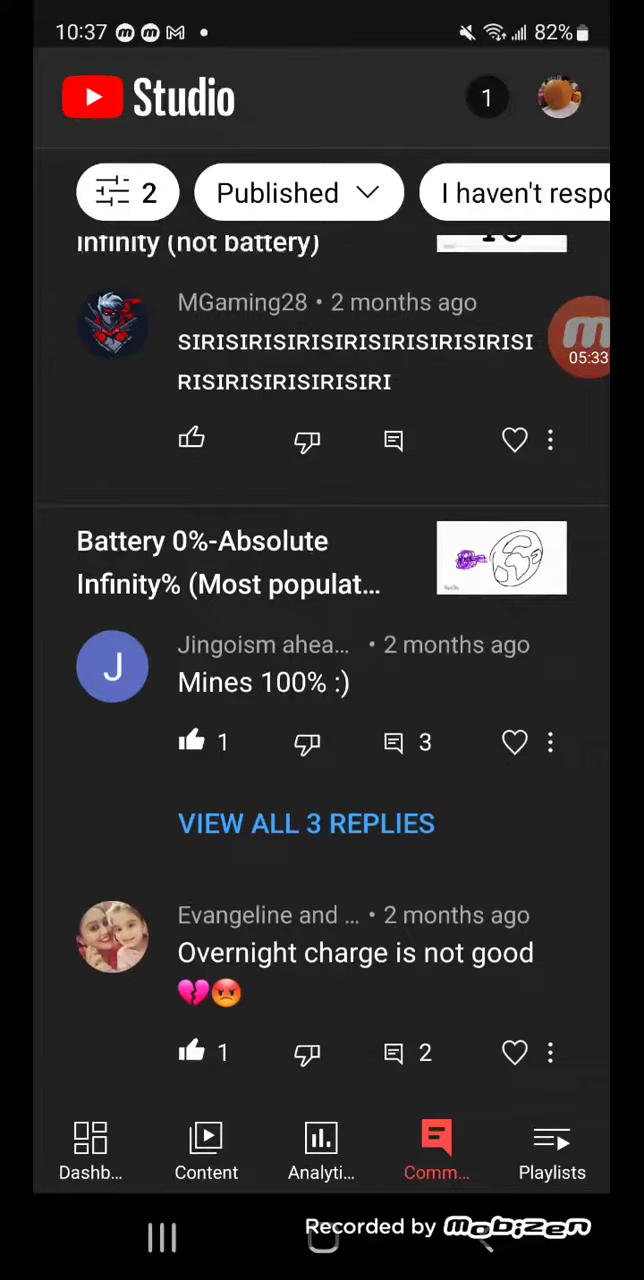 10:37 82%
Studio 1
2 Published I haven't respo
infinity (not battery)
MGaming28 • 2 months ago
05:33
SIRISIRISIRISIRISIRISIRISIRISI
RISIRISIRISIRISIRI
Battery 0%-Absolute
Infinity% (Most populat...
J
Jingoism ahea... • 2 months ago
Mines 100% :)
1 3
VIEW ALL 3 REPLIES
Evangeline and ... • 2 months ago
Overnight charge is not good
💔😡
1 2
Dashb... Content Analyti... Comm... Playlists
Recorded by mobizen